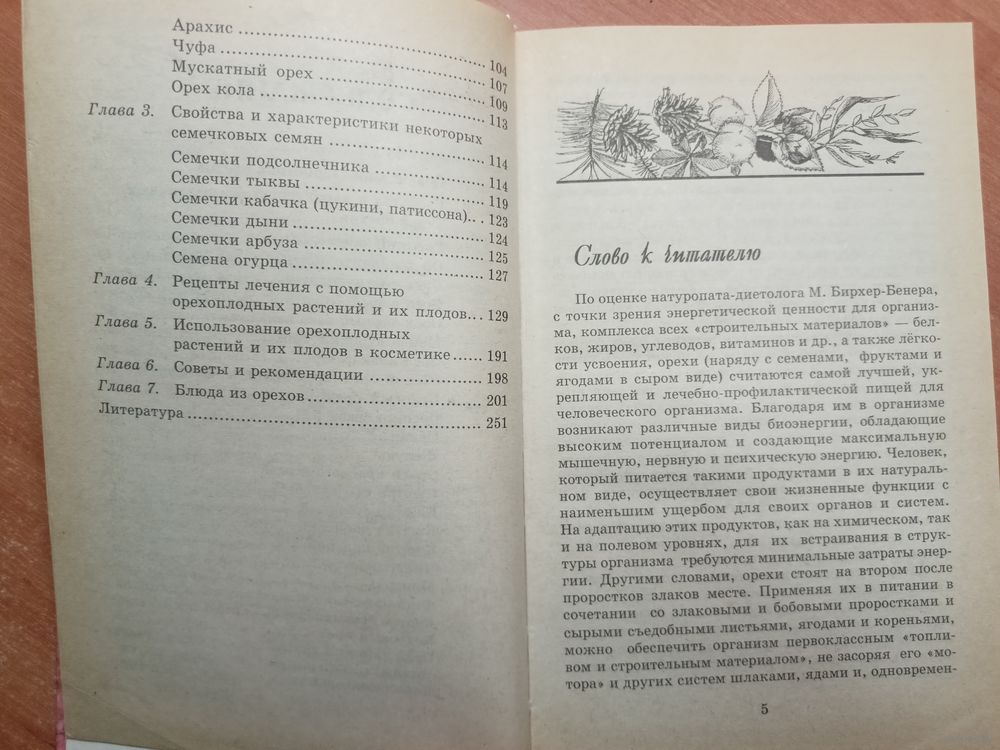 Арахис ........ 104
Чуфа ........ 107
Мускатный орех ........ 109
Орех кола ........ 113
Глава 3. Свойства и характеристики некоторых
семечковых семян ........ 114
Семечки подсолнечника ........ 114
Семечки тыквы ........ 119
Семечки кабачка (цукини, патиссона)... 123
Семечки дыни ........ 124
Семечки арбуза ........ 125
Семена огурца ........ 127
Глава 4. Рецепты лечения с помощью
орехоплодных растений и их плодов... 129
Глава 5. Использование орехоплодных
растений и их плодов в косметике ...... 191
Глава 6. Советы и рекомендации ........ 198
Глава 7. Блюда из орехов ........ 201
Литература ........ 251
Слово к читателю
По оценке натуропата-диетолога М. Бирхер-Бенера,
с точки зрения энергетической ценности для организ-
ма, комплекса всех «строительных материалов» — бел-
ков, жиров, углеводов, витаминов и др., а также лёгко-
сти усвоения, орехи (наряду с семенами, фруктами и
ягодами в сыром виде) считаются самой лучшей, ук-
репляющей и лечебно-профилактический пищей для
человеческого организма. Благодаря им в организме
возникают различные виды биоэнергии, обладающие
высоким потенциалом и создающие максимальную
мышечную, нервную и психическую энергию. Человек,
который питается такими продуктами в их натураль-
ном виде, осуществляет свои жизненные функции с
наименьшим ущербом для своих органов и систем.
На адаптацию этих продуктов, как на химическом, так
и на полевом уровнях, для их встраивания в струк-
туры организма требуются минимальные затраты энер-
гии. Другими словами, орехи стоят на втором после
проростков злаков месте. Применяя их в питании в
сочетании со злаковыми и бобовыми проростками и
сырыми съедобными листьями, ягодами и кореньями,
можно обеспечить организм первоклассным «топли-
вом и строительным материалом», не засоряя его «мо-
тора» и других систем шлаками, ядами и, одновремен-
5